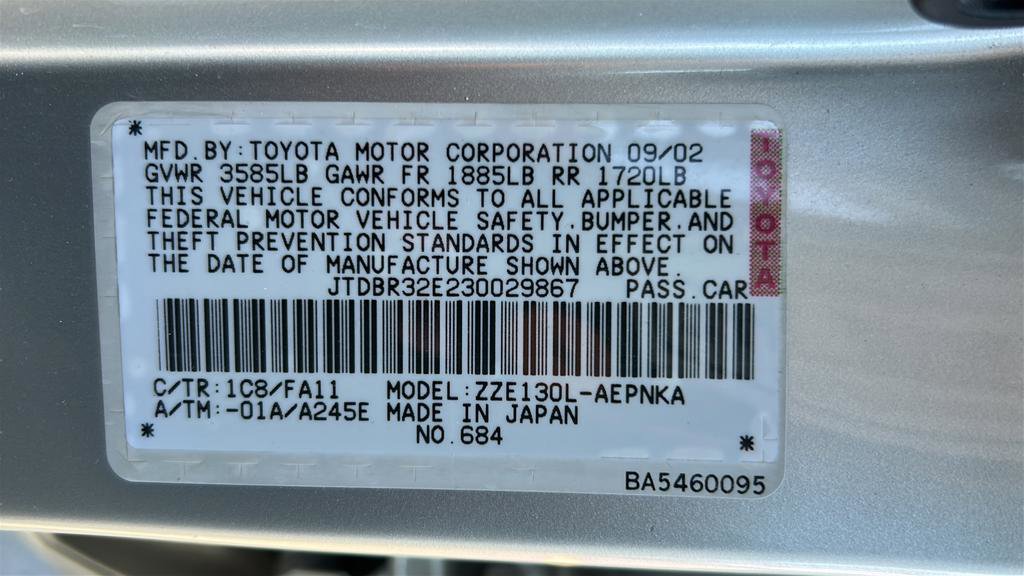 *
MFD.BY:TOYOTA MOTOR CORPORATION 09/02
GVWR 3585LB GAWR FR 1885LB RR 1720LB
THIS VEHICLE CONFORMS TO ALL APPLICABLE
FEDERAL MOTOR VEHICLE SAFETY.BUMPER.AND
THEFT PREVENTION STANDARDS IN EFFECT ON
THE DATE OF MANUFACTURE SHOWN ABOVE.
JTDBR32E230029867 PASS.CAR
TOYOTA
C/TR:1C8/FA11 MODEL:ZZE130L-AEPNKA
A/TM:-01A/A245E MADE IN JAPAN
* NO.684 *
BA5460095